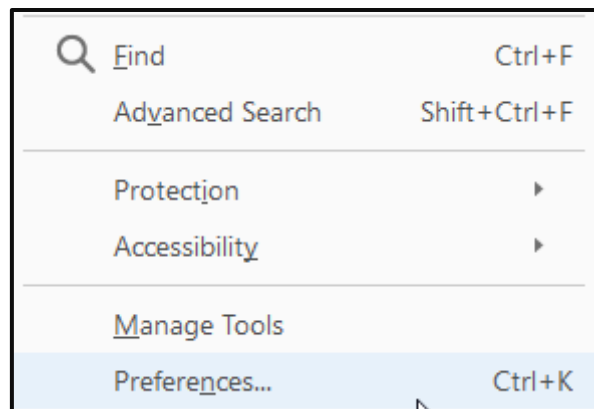 Find Ctrl+F
Advanced Search Shift+Ctrl+F
Protection
Accessibility
Manage Tools
Preferences... Ctrl+K